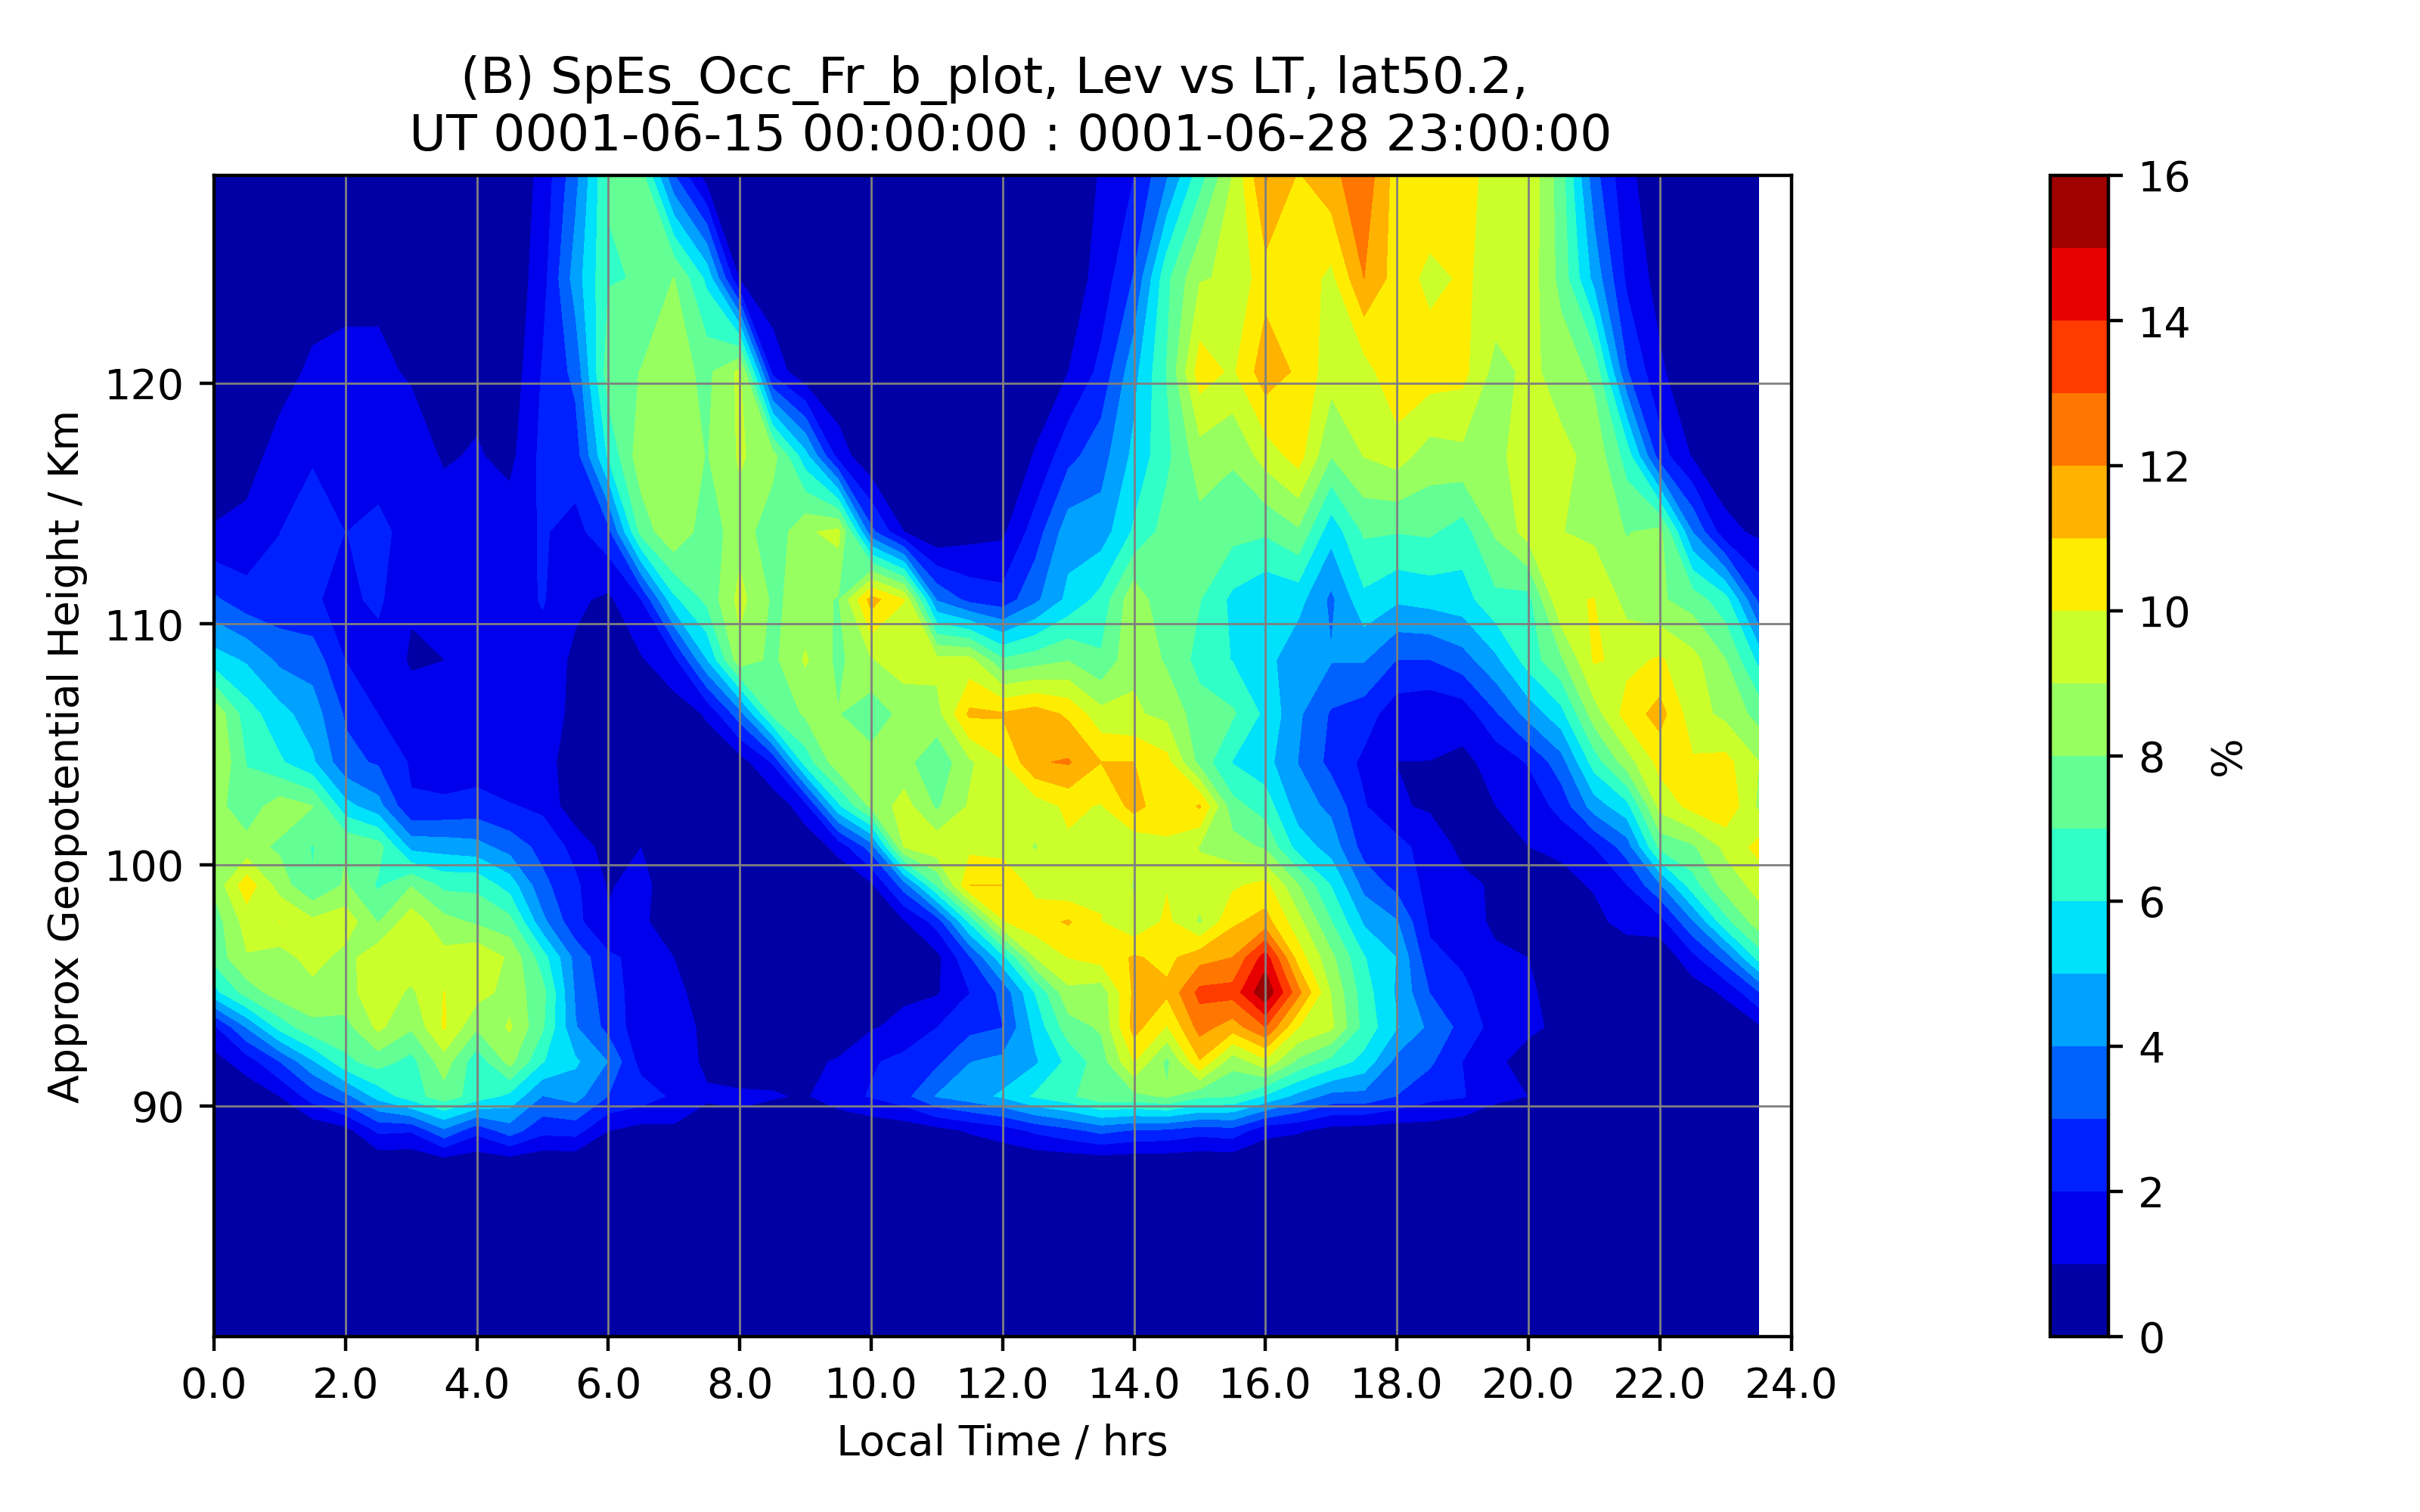 (B) SpEs_Occ_Fr_b_plot, Lev vs LT, lat50.2,
UT 0001-06-15 00:00:00 : 0001-06-28 23:00:00
Approx Geopotential Height / Km
120
110
100
90
0.0 2.0 4.0 6.0 8.0 10.0 12.0 14.0 16.0 18.0 20.0 22.0 24.0
Local Time / hrs
16
14
12
10
8
6
4
2
0
%